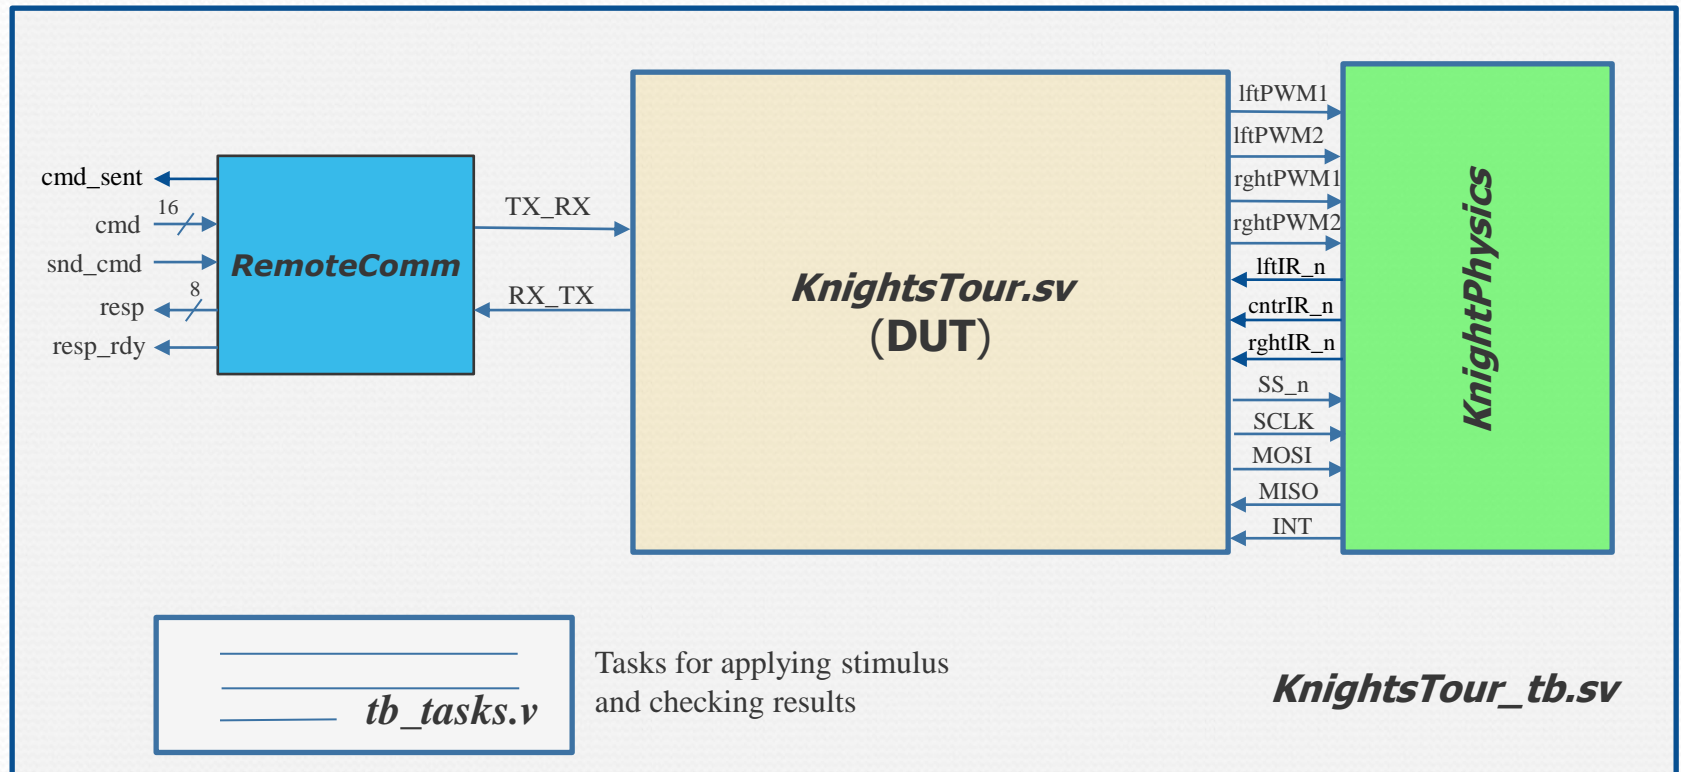 cmd_sent
16
cmd
snd_cmd
8
resp
resp_rdy
RemoteComm
TX_RX
RX_TX
KnightsTour.sv
(DUT)
lftPWM1
lftPWM2
rghtPWM1
rghtPWM2
lftIR_n
cntrIR_n
rghtIR_n
SS_n
SCLK
MOSI
MISO
INT
KnightPhysics
tb_tasks.v
Tasks for applying stimulus
and checking results
KnightsTour_tb.sv